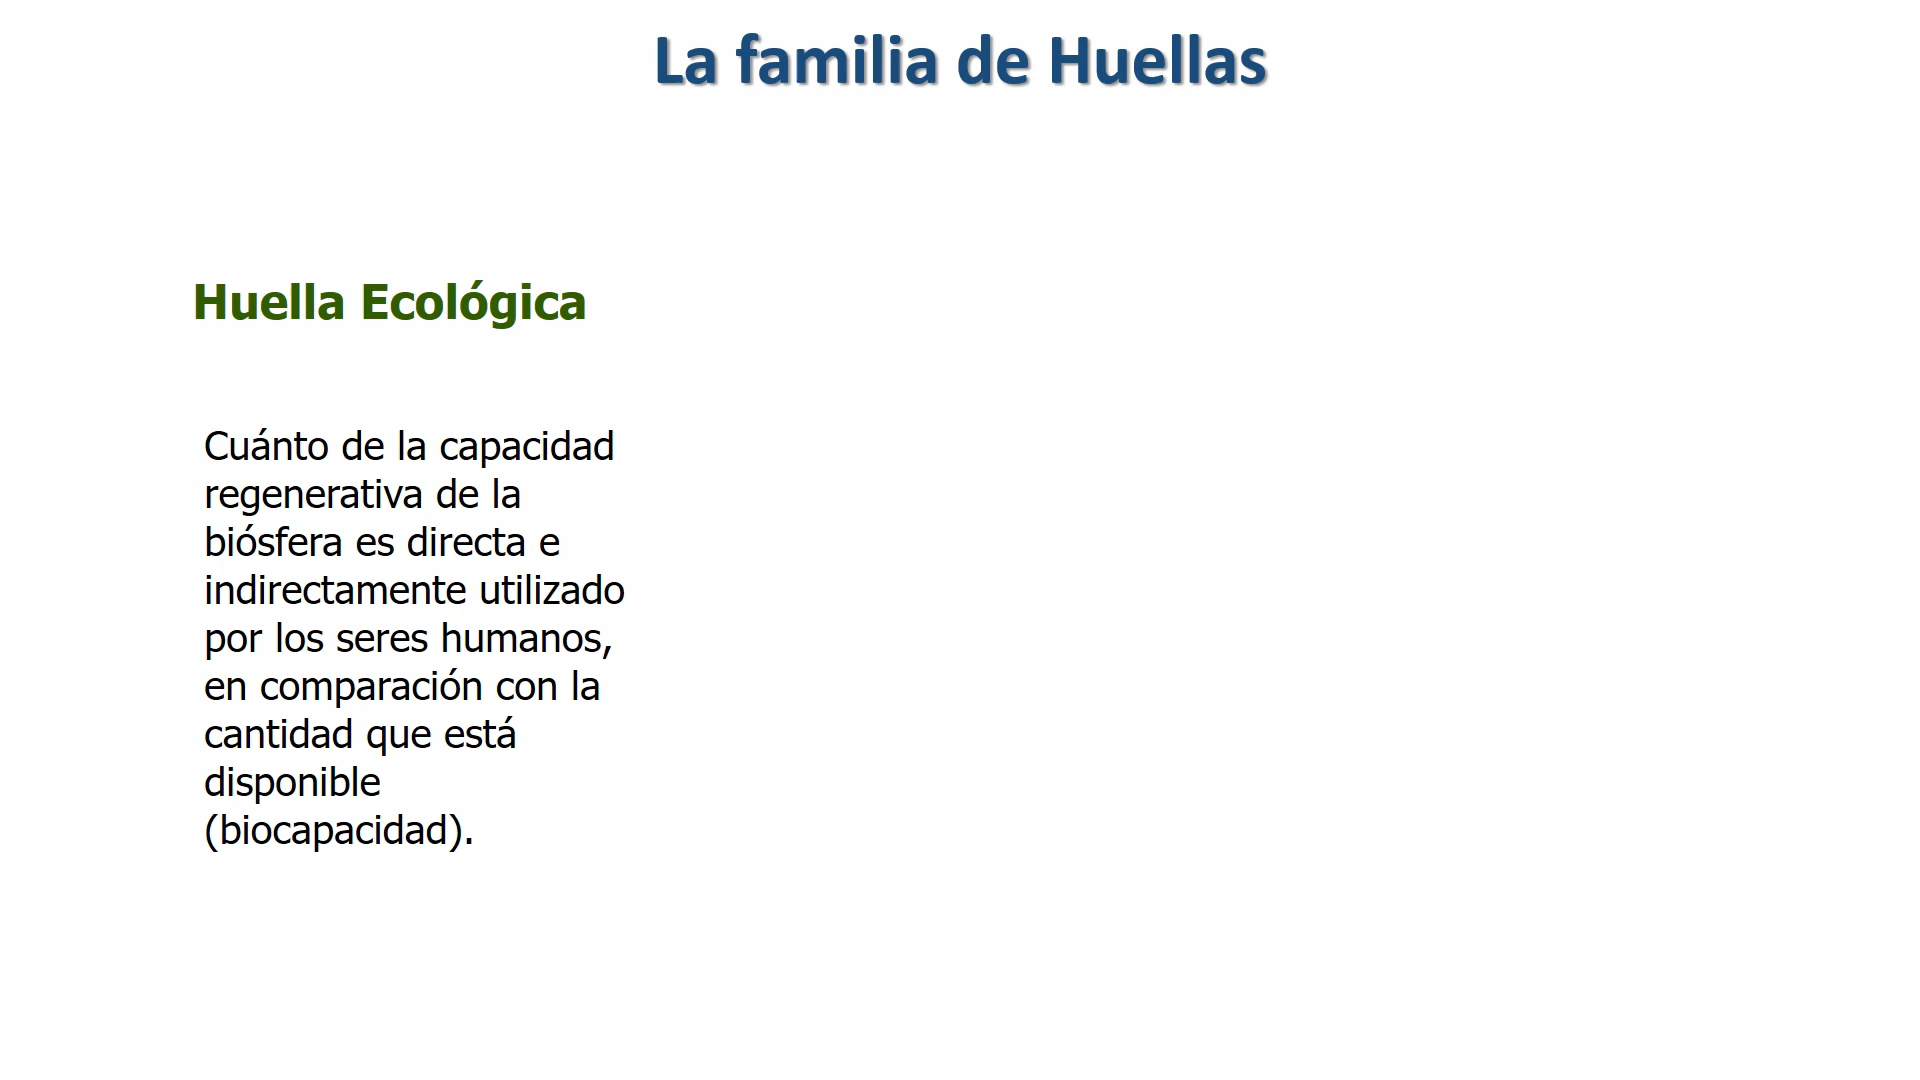 La familia de Huellas
Huella Ecológica
Cuánto de la capacidad
regenerativa de la
biósfera es directa e
indirectamente utilizado
por los seres humanos,
en comparación con la
cantidad que está
disponible
(biocapacidad).